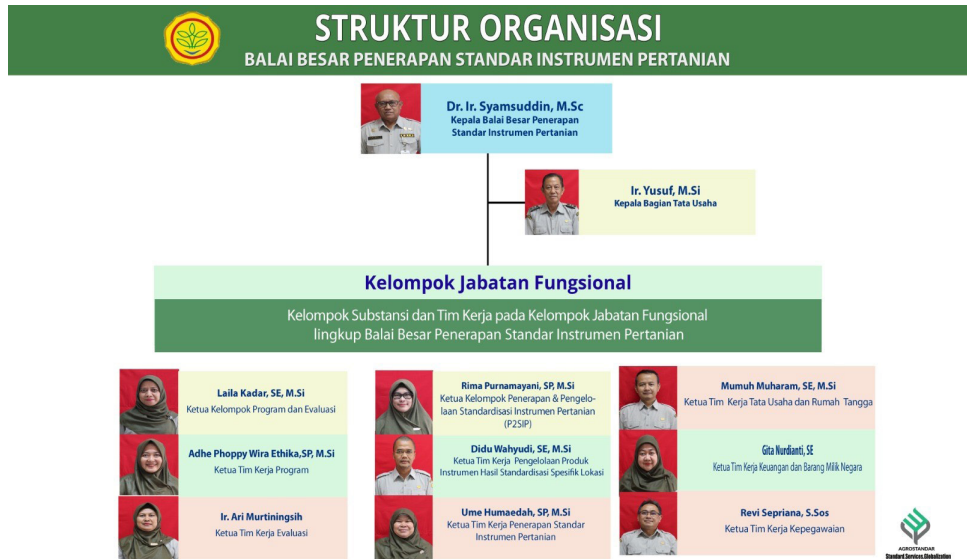 STRUKTUR ORGANISASI
BALAI BESAR PENERAPAN STANDAR INSTRUMEN PERTANIAN
Dr. Ir. Syamsuddin, M.Sc
Kepala Balai Besar Penerapan
Standar Instrumen Pertanian
Ir. Yusuf, M.Si
Kepala Bagian Tata Usaha
Kelompok Jabatan Fungsional
Kelompok Substansi dan Tim Kerja pada Kelompok Jabatan Fungsional
lingkup Balai Besar Penerapan Standar Instrumen Pertanian
Laila Kadar, SE, M.Si
Ketua Kelompok Program dan Evaluasi
Adhe Phoppy Wira Ethika,SP, M.Si
Ketua Tim Kerja Program
Ir. Ari Murtiningsih
Ketua Tim Kerja Evaluasi
Rima Purnamayani, SP, M.Si
Ketua Kelompok Penerapan & Pengelo-
laan Standardisasi Instrumen Pertanian
(P2SIP)
Didu Wahyudi, SE, M.Si
Ketua Tim Kerja Pengelolaan Produk
Instrumen Hasil Standardisasi Spesifik Lokasi
Ume Humaedah, SP, M.Si
Ketua Tim Kerja Penerapan Standar
Instrumen Pertanian
Mumuh Muharam, SE, M.Si
Ketua Tim Kerja Tata Usaha dan Rumah Tangga
Gita Nurdianti, SE
Ketua Tim Kerja Keuangan dan Barang Milik Negara
Revi Sepriana, S.Sos
Ketua Tim Kerja Kepegawaian
AGROSTANDAR
Standard Services Globalization